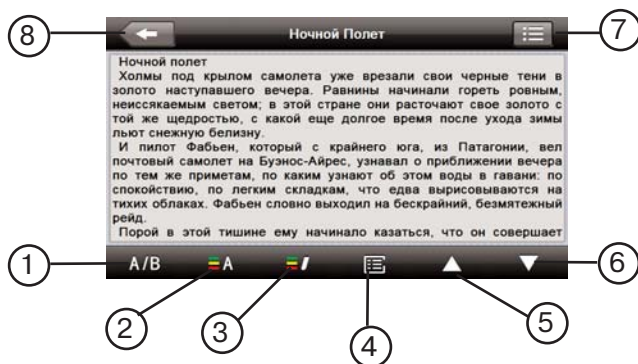 8
Ночной Полет
7
Ночной полет
Холмы под крылом самолета уже врезали свои черные тени в
золото наступавшего вечера. Равнины начинали гореть ровным,
неиссякаемым светом; в этой стране они расточают свое золото с
той же щедростью, с какой еще долгое время после ухода зимы
льют снежную белизну.
И пилот Фабьен, который с крайнего юга, из Патагонии, вел
почтовый самолет на Буэнос-Айрес, узнавал о приближении вечера
по тем же приметам, по каким узнают об этом воды в гавани: по
спокойствию, по легким складкам, что едва вырисовываются на
тихих облаках. Фабьен словно выходил на бескрайний, безмятежный
рейд.
Порой в этой тишине ему начинало казаться, что он совершает
1
A/B
A
6
2
3
4
5